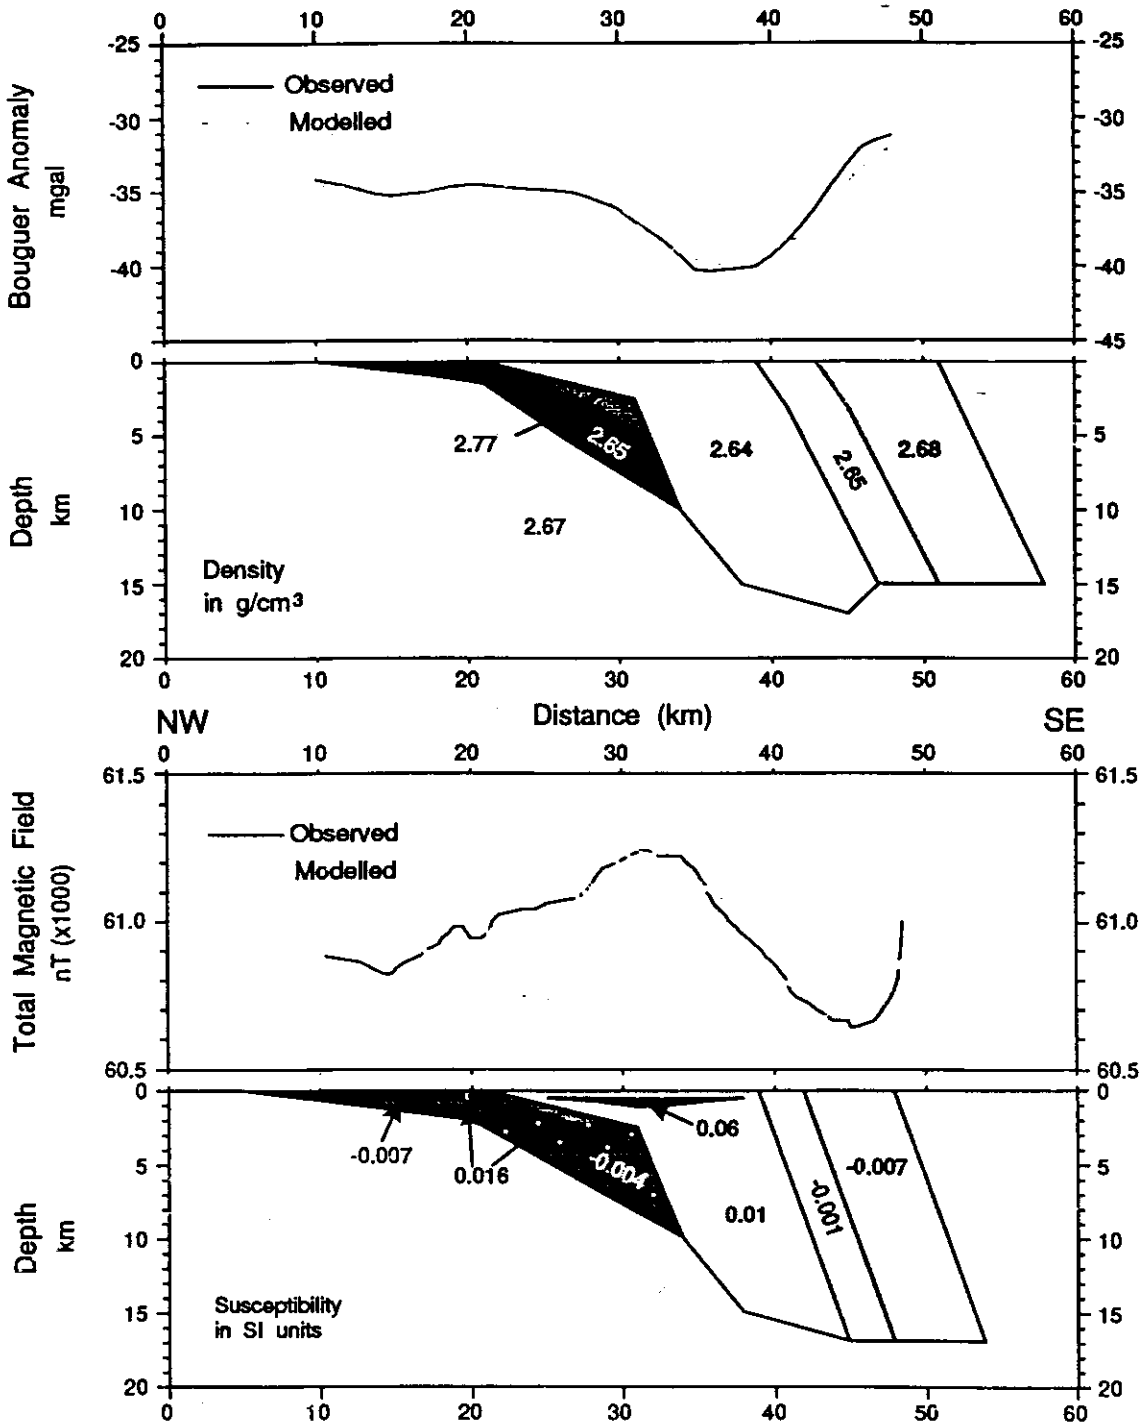 0 10 20 30 40 50 60
-25 -25
Observed
Modelled
-30 -30
-35 -35
-40 -40
-45
Bouguer Anomaly
mgal
0
5 5
10 10
15 15
20 20
Depth
km
2.77
2.65
2.64
2.65
2.68
2.67
Density
in g/cm³
0 10 20 30 40 50 60
NW Distance (km) SE
0 10 20 30 40 50 60
61.5 61.5
Observed
Modelled
61.0 61.0
60.5 60.5
Total Magnetic Field
nT (x1000)
0 0
5 5
10 10
15 15
20 20
Depth
km
-0.007
0.016
-0.004
0.06
0.01
-0.001
-0.007
Susceptibility
in SI units
0 10 20 30 40 50 60